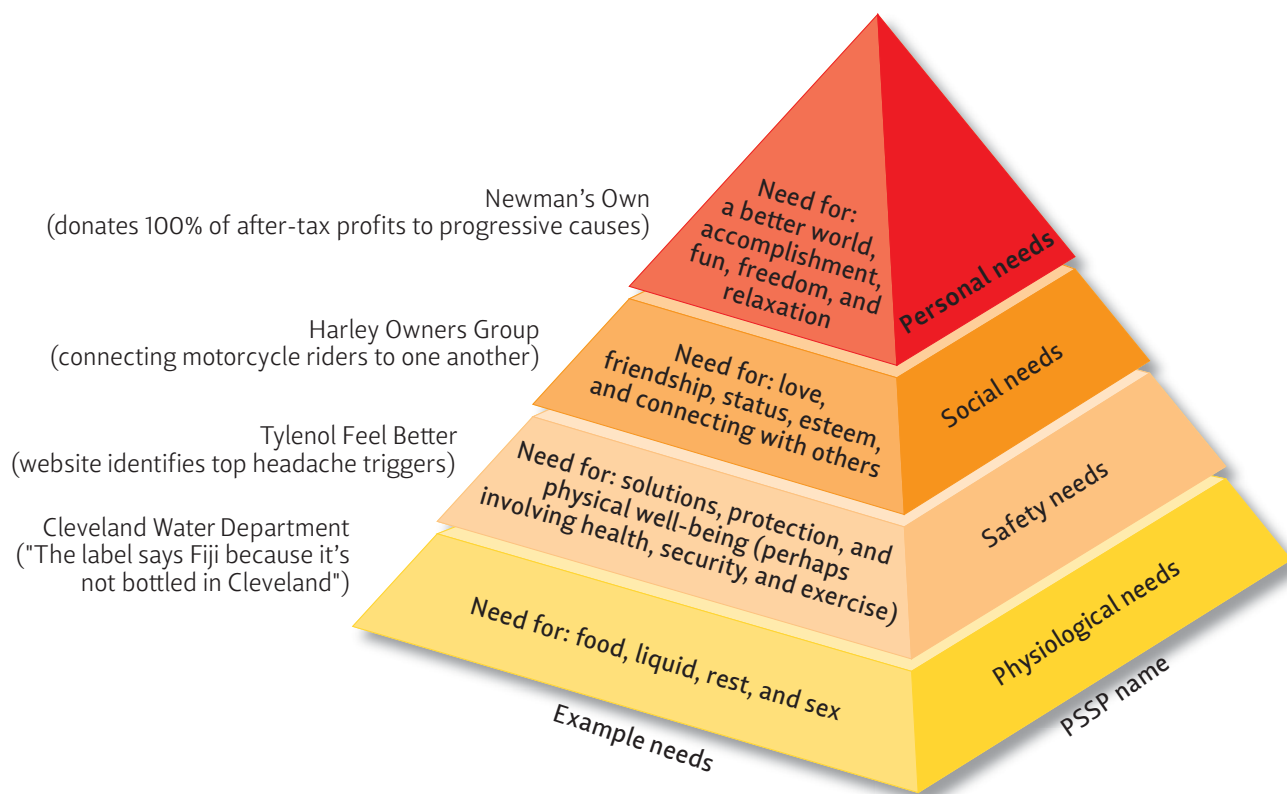 Newman’s Own
(donates 100% of after-tax profits to progressive causes)
Harley Owners Group
(connecting motorcycle riders to one another)
Tylenol Feel Better
(website identifies top headache triggers)
Cleveland Water Department
("The label says Fiji because it’s
not bottled in Cleveland")
Need for:
a better world,
accomplishment,
fun, freedom, and
relaxation
Personal needs
Need for: love,
friendship, status, esteem,
and connecting with others
Social needs
Need for: solutions, protection, and
physical well-being (perhaps
involving health, security, and exercise)
Safety needs
Need for: food, liquid, rest, and sex
Physiological needs
Example needs
PSSP name